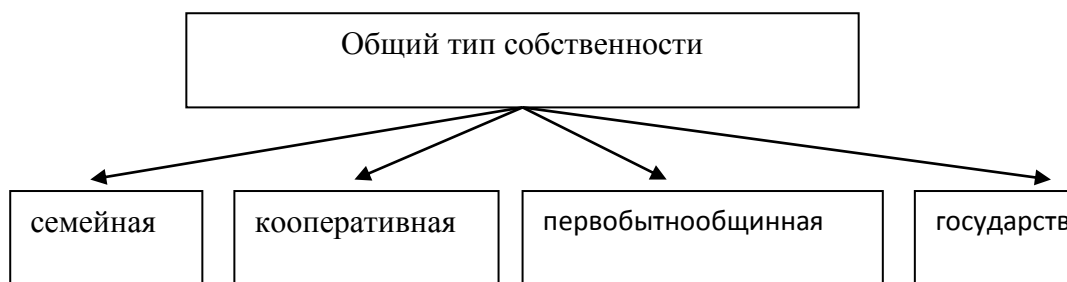 Общий тип собственности
семейная
кооперативная
первобытнообщинная
государств